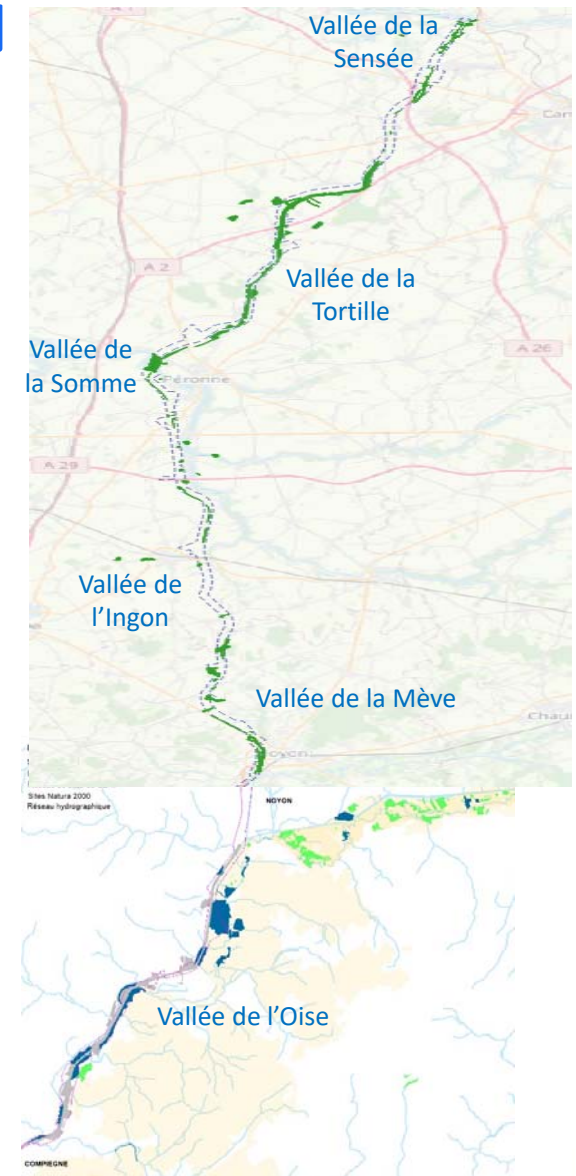 A 1
Vallée de la
Sensée
A 2
Vallée de la
Tortille
Vallée de
la Somme
A 26
Péronne
A 29
Vallée de
l'Ingon
Vallée de la Mève
Sites Natura 2000
Réseau hydrographique
NOYON
Vallée de l'Oise
COMPIEGNE